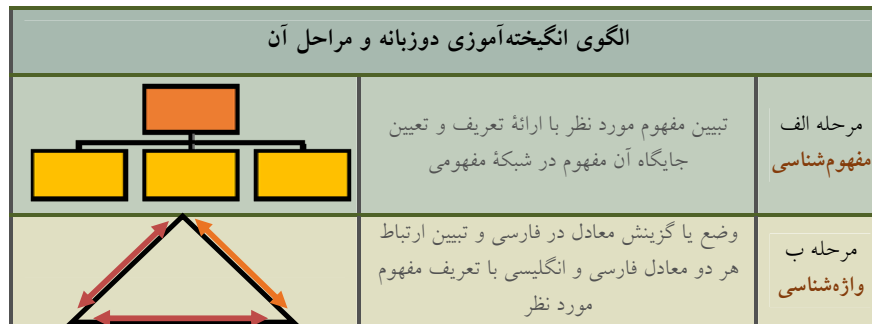 الگوی انگیخته‌آموزی دوزبانه و مراحل آن
مرحله الف
مفهوم‌شناسی
تبیین مفهوم مورد نظر با ارائهٔ تعریف و تعیین
جایگاه آن مفهوم در شبکهٔ مفهومی
مرحله ب
واژه‌شناسی
وضع یا گزینش معادل در فارسی و تبیین ارتباط
هر دو معادل فارسی و انگلیسی با تعریف مفهوم
مورد نظر